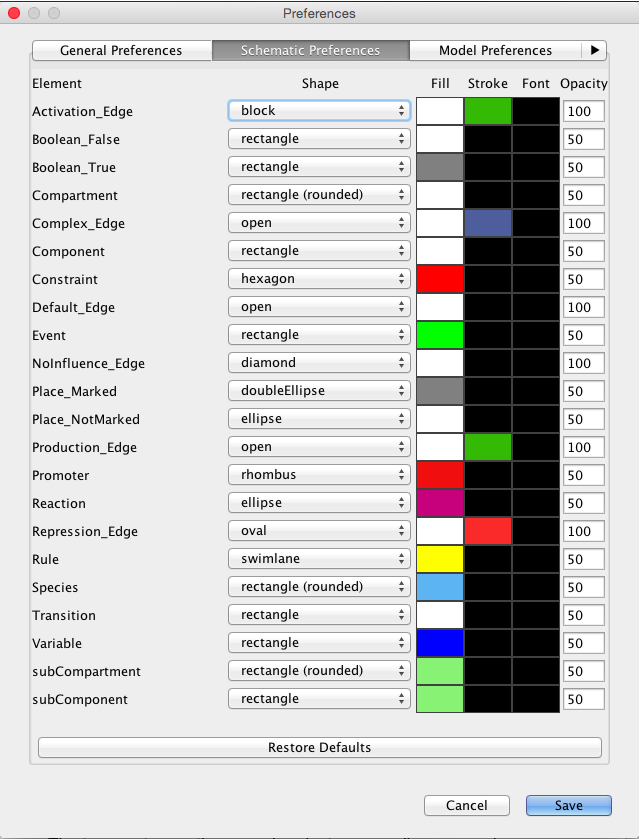 Preferences
General Preferences Schematic Preferences Model Preferences
Element Shape Fill Stroke Font Opacity
Activation_Edge block 100
Boolean_False rectangle 50
Boolean_True rectangle 50
Compartment rectangle (rounded) 50
Complex_Edge open 100
Component rectangle 50
Constraint hexagon 50
Default_Edge open 100
Event rectangle 50
NoInfluence_Edge diamond 100
Place_Marked doubleEllipse 50
Place_NotMarked ellipse 50
Production_Edge open 100
Promoter rhombus 50
Reaction ellipse 50
Repression_Edge oval 100
Rule swimlane 50
Species rectangle (rounded) 50
Transition rectangle 50
Variable rectangle 50
subCompartment rectangle (rounded) 50
subComponent rectangle 50
Restore Defaults
Cancel Save